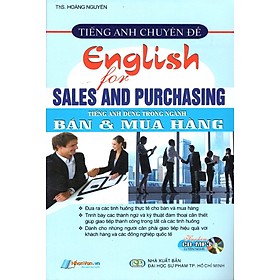 ThS. HOÀNG NGUYÊN
TIẾNG ANH CHUYÊN ĐỀ
English
for
SALES AND PURCHASING
TIẾNG ANH DÙNG TRONG NGÀNH
BÁN & MUA HÀNG
- Đưa ra các tình huống thực tế cho bán và mua.
- Trình bày các thành ngữ và kỹ thuật đàm thoại cần thiết giúp giao tiếp thành công trong tất cả các tình huống.
- Dành cho những người cần phải giao tiếp hiệu quả với khách hàng và các đồng nghiệp quốc tế
CD-MP3
NHÀ XUẤT BẢN
ĐẠI HỌC SƯ PHẠM TP. HỒ CHÍ MINH